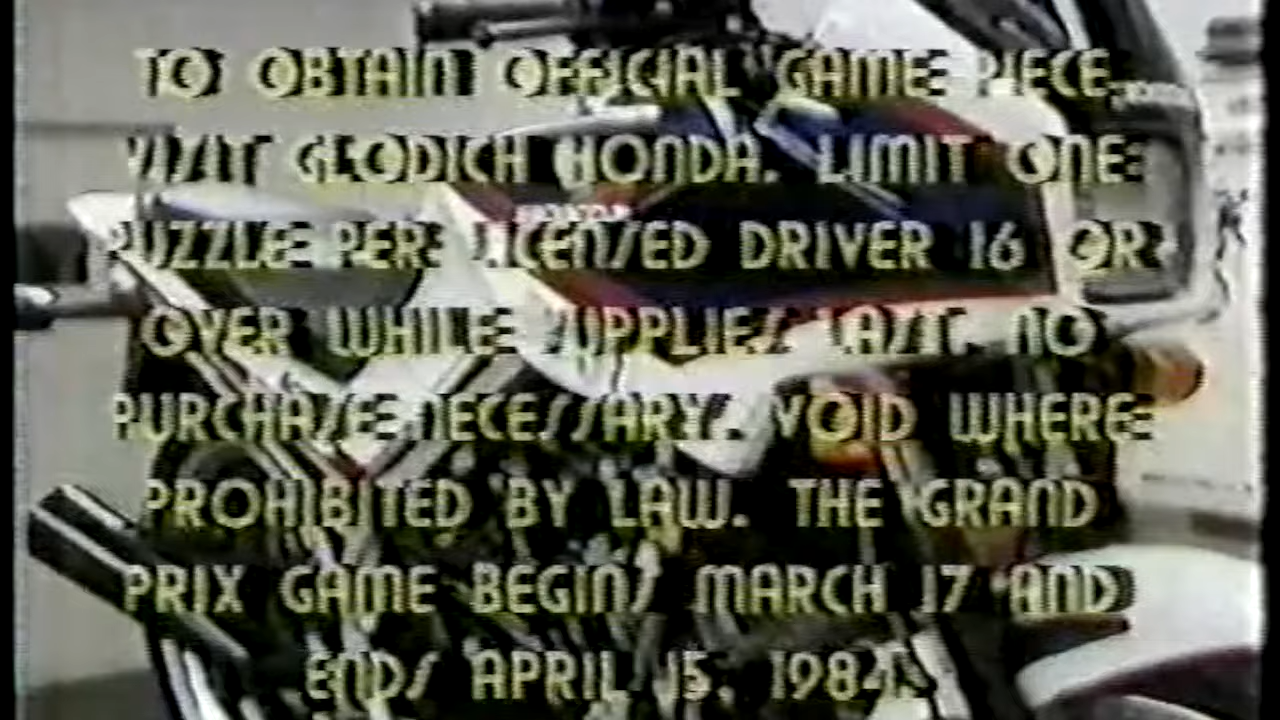 TO OBTAIN OFFICIAL GAME PIECE,
VISIT GLODICH HONDA. LIMIT ONE
PUZZLE PER LICENSED DRIVER 16 OR
OVER WHILE SUPPLIES LAST. NO
PURCHASE NECESSARY. VOID WHERE
PROHIBITED BY LAW. THE GRAND
PRIX GAME BEGINS MARCH 17 AND
ENDS APRIL 15, 1984.
HONDA